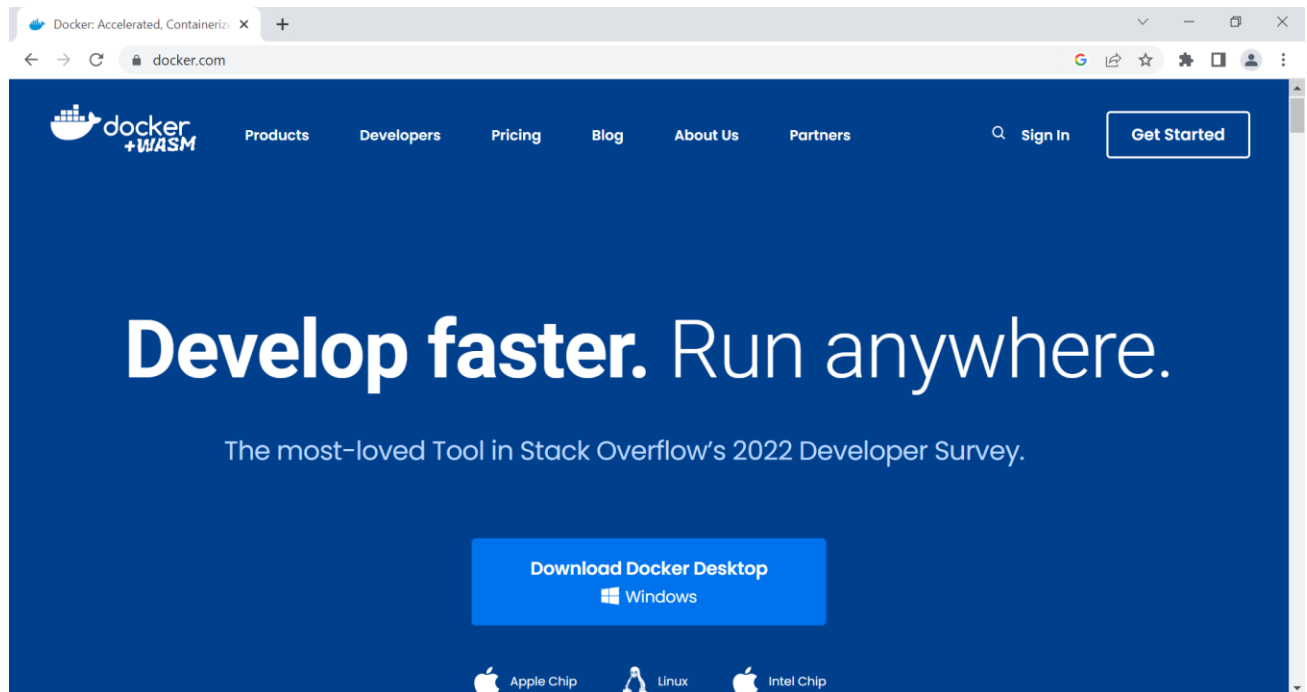 Docker: Accelerated, Containeriz
docker.com
docker
+WASM
Products Developers Pricing Blog About Us Partners Sign In Get Started
Develop faster. Run anywhere.
The most-loved Tool in Stack Overflow's 2022 Developer Survey.
Download Docker Desktop
Windows
Apple Chip Linux Intel Chip